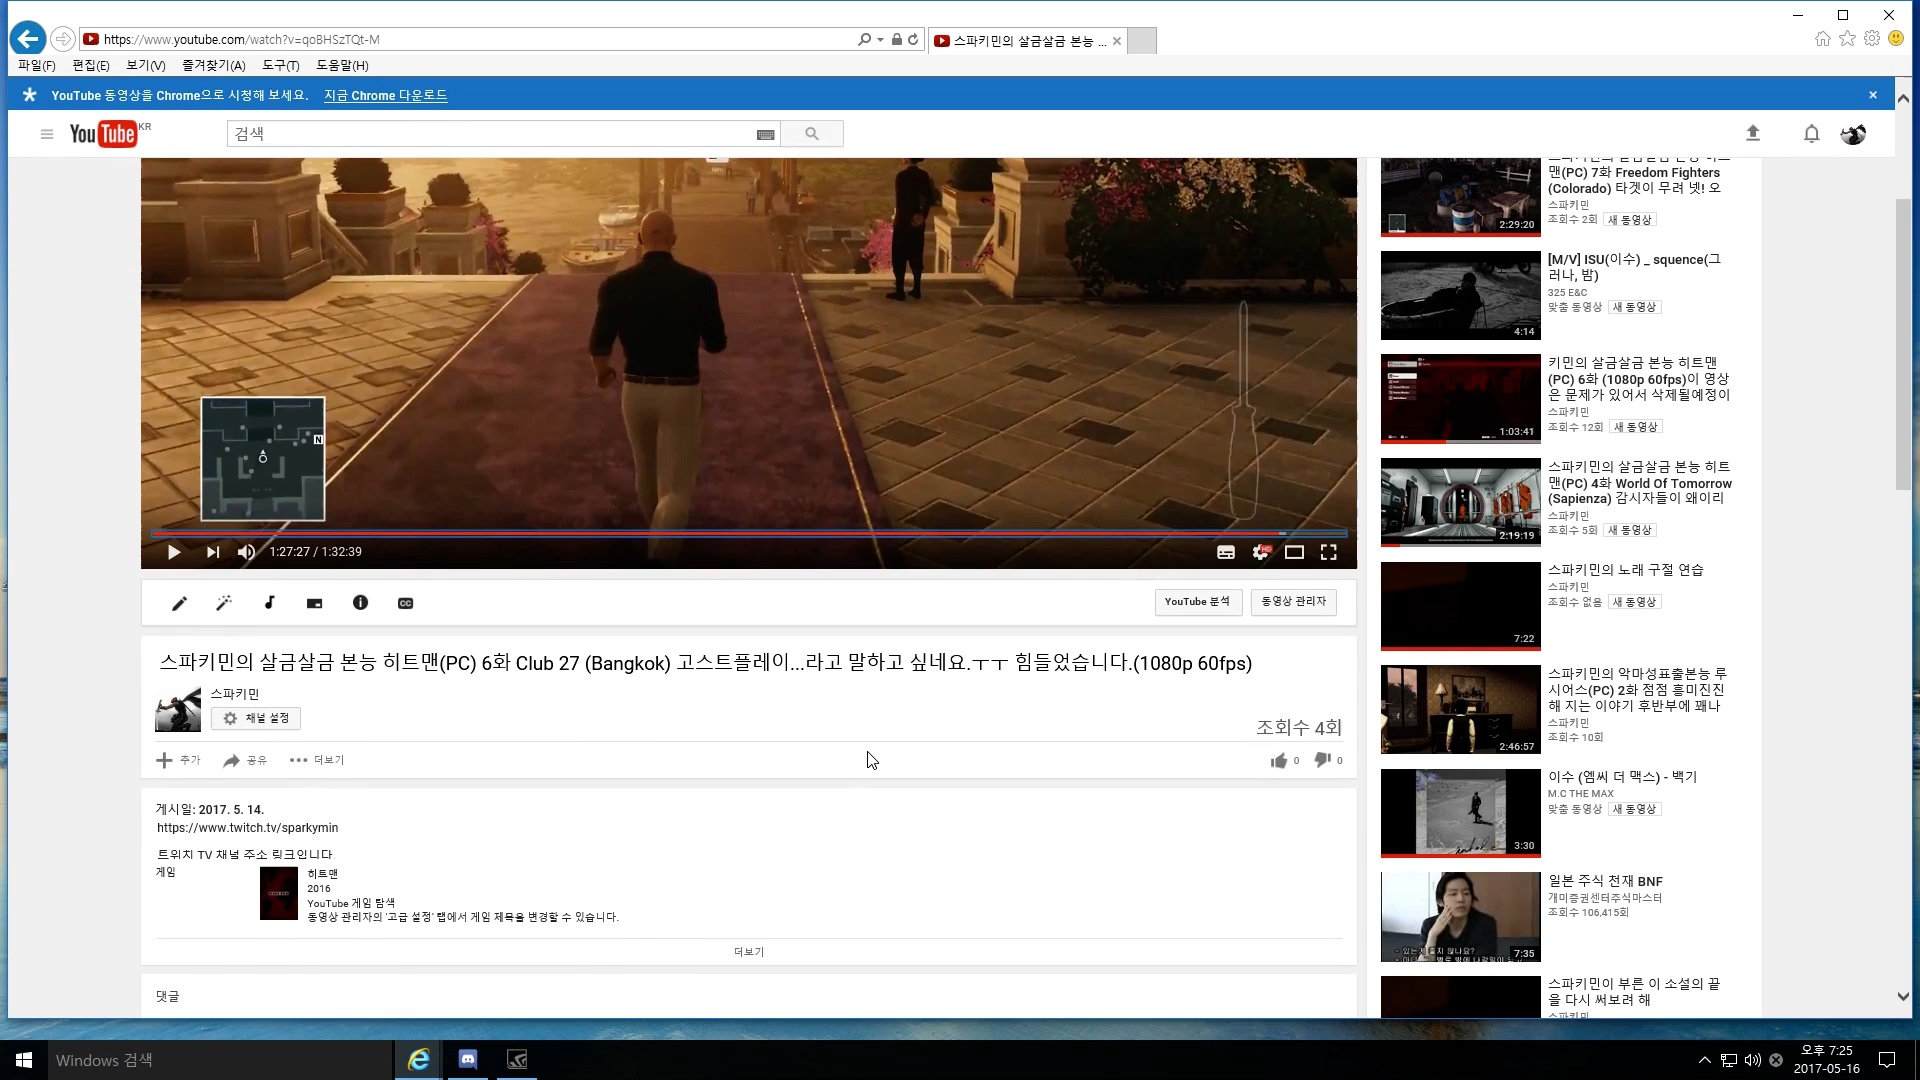 https://www.youtube.com/watch?v=qoBHSzTQt-M
스파키민의 살금살금 본능 ...
파일(F) 편집(E) 보기(V) 즐겨찾기(A) 도구(T) 도움말(H)
YouTube 동영상을 Chrome으로 시청해 보세요. 지금 Chrome 다운로드
YouTube KR
검색
N
1:27:27 / 1:32:39
HD
CC
YouTube 분석
동영상 관리자
스파키민의 살금살금 본능 히트맨(PC) 6화 Club 27 (Bangkok) 고스트플레이...라고 말하고 싶네요.ㅜㅜ 힘들었습니다.(1080p 60fps)
스파키민
채널 설정
조회수 4회
추가 공유 더보기
0 0
게시일: 2017. 5. 14.
https://www.twitch.tv/sparkymin
트위치 TV 채널 주소 링크입니다.
게임
히트맨
2016
YouTube 게임 탐색
동영상 관리자의 '고급 설정' 탭에서 게임 제목을 변경할 수 있습니다.
더보기
댓글
스파키민의 살금살금 본능 히트
맨(PC) 7화 Freedom Fighters
(Colorado) 타겟이 무려 넷! 오
스파키민
조회수 2회 새 동영상
2:29:20
[M/V] ISU(이수) _ squence(그
러나, 밤)
325 E&C
맞춤 동영상 새 동영상
4:14
키민의 살금살금 본능 히트맨
(PC) 6화 (1080p 60fps)이 영상
은 문제가 있어서 삭제될예정이
스파키민
조회수 12회 새 동영상
1:03:41
스파키민의 살금살금 본능 히트
맨(PC) 4화 World Of Tomorrow
(Sapienza) 감시자들이 왜이리
스파키민
조회수 5회 새 동영상
2:19:19
스파키민의 노래 구절 연습
스파키민
조회수 없음 새 동영상
7:22
스파키민의 악마성표출본능 루
시어스(PC) 2화 점점 흥미진진
해 지는 이야기 후반부에 꽤나
스파키민
조회수 10회
2:46:57
이수 (엠씨 더 맥스) - 백기
M.C THE MAX
맞춤 동영상 새 동영상
3:30
일본 주식 천재 BNF
개미증권센터주식마스터
조회수 106,415회
7:35
스파키민이 부른 이 소설의 끝
을 다시 써보려 해
스파키민
Windows 검색
오후 7:25
2017-05-16